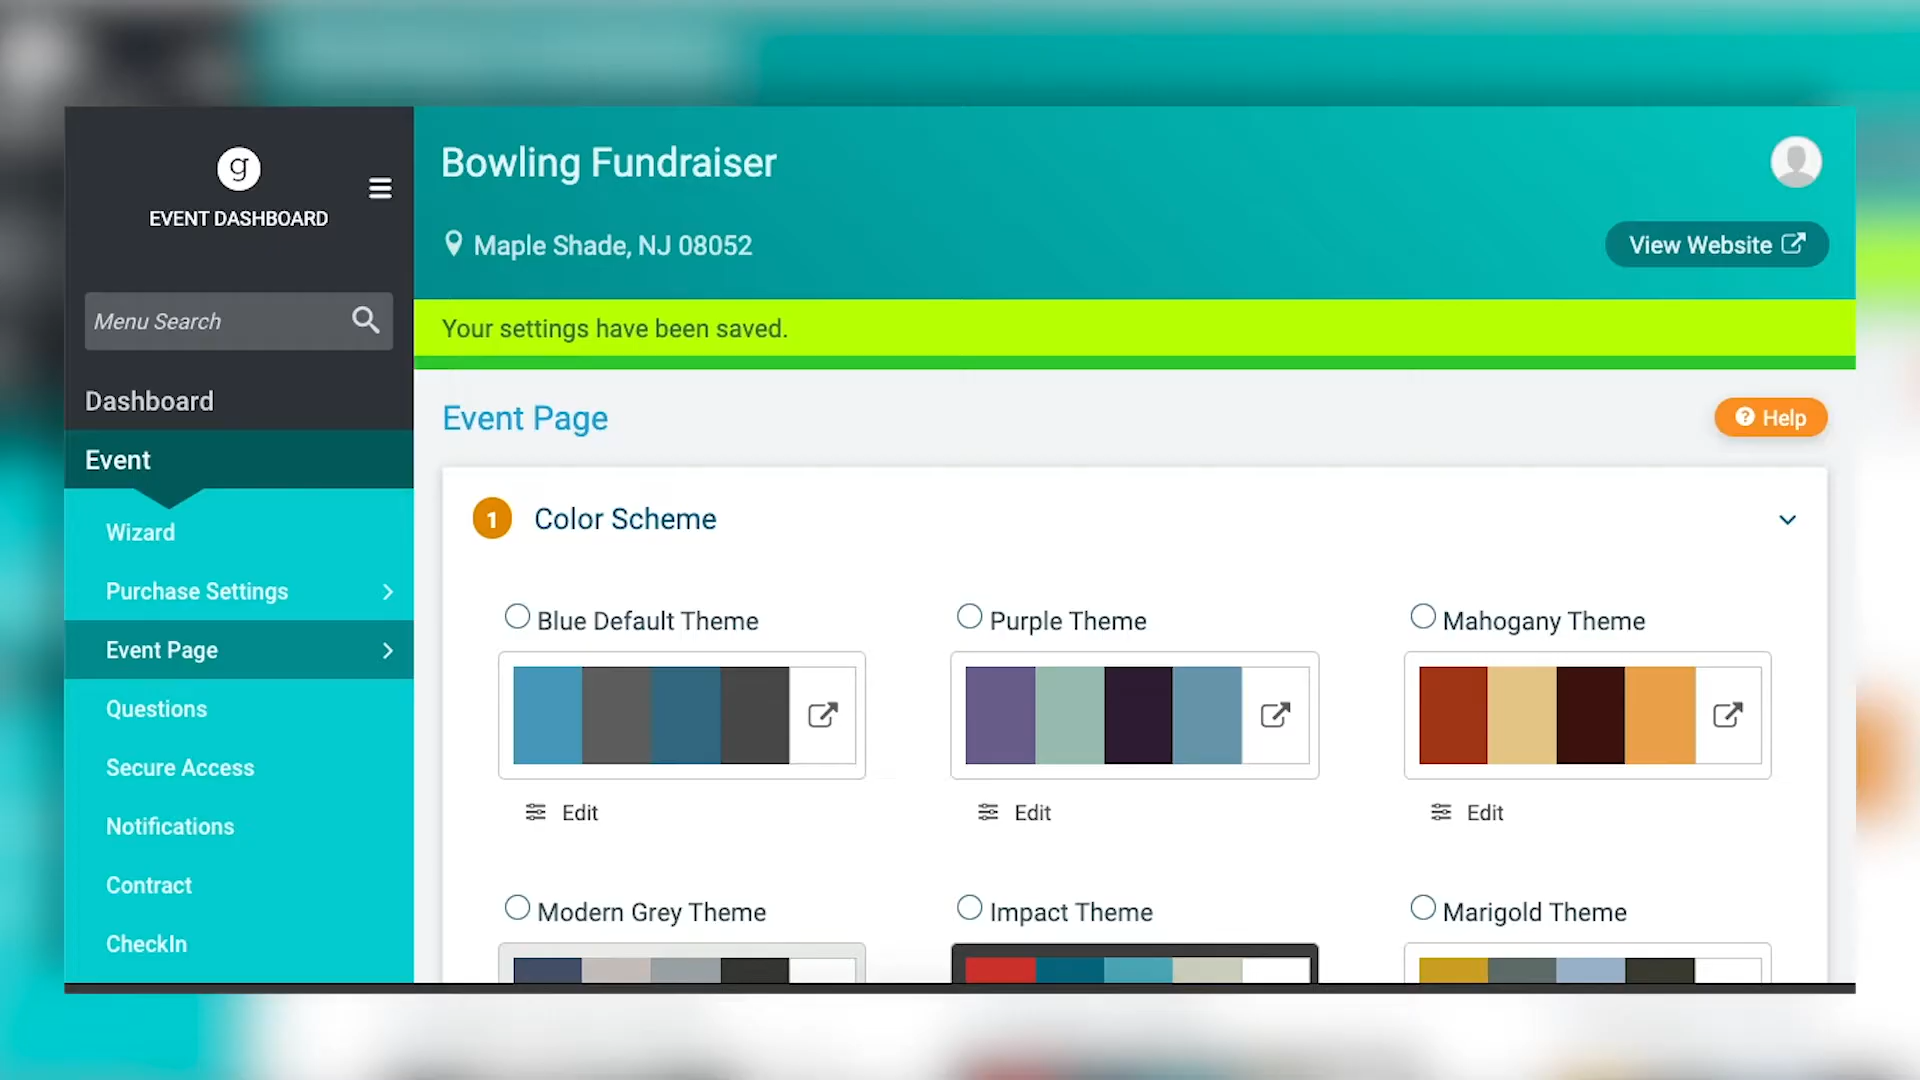 g
EVENT DASHBOARD
Menu Search
Dashboard
Event
Wizard
Purchase Settings
Event Page
Questions
Secure Access
Notifications
Contract
CheckIn
Bowling Fundraiser
Maple Shade, NJ 08052
View Website
Your settings have been saved.
Event Page
? Help
1 Color Scheme
Blue Default Theme
Purple Theme
Mahogany Theme
Edit
Edit
Edit
Modern Grey Theme
Impact Theme
Marigold Theme